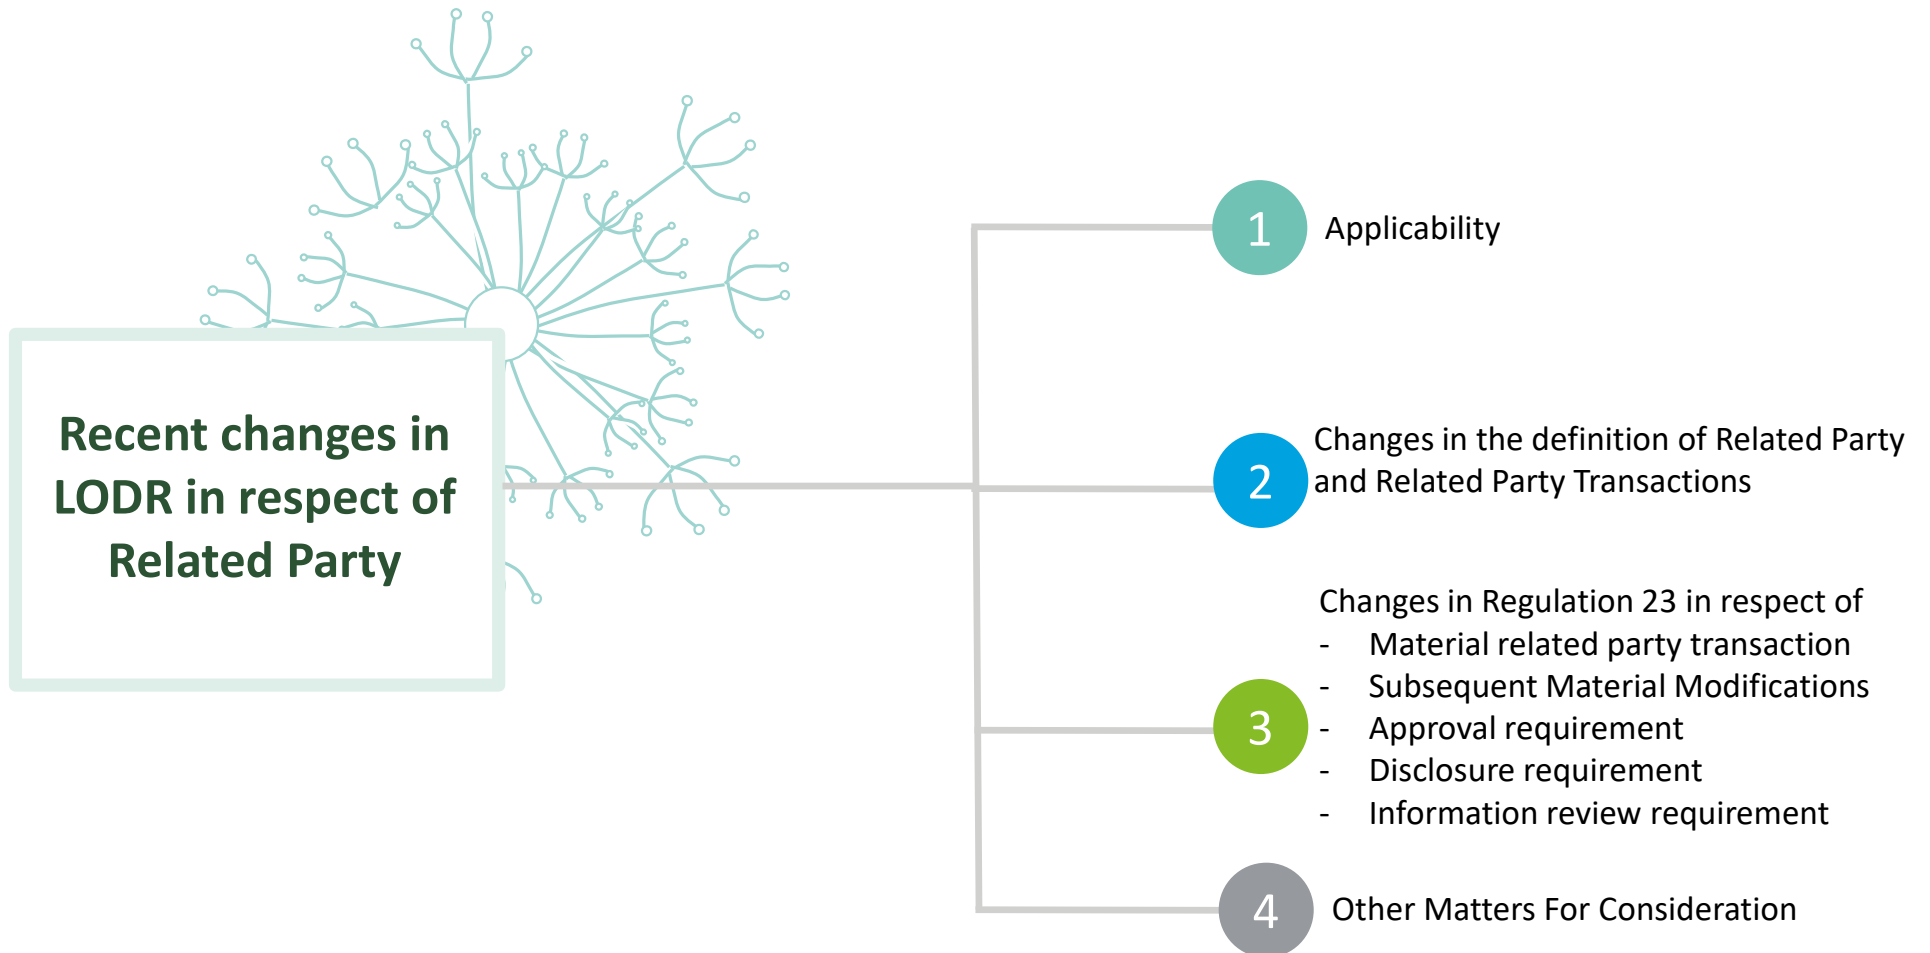 Recent changes in
LODR in respect of
Related Party
1
Applicability
2
Changes in the definition of Related Party
and Related Party Transactions
3
Changes in Regulation 23 in respect of
- Material related party transaction
- Subsequent Material Modifications
- Approval requirement
- Disclosure requirement
- Information review requirement
4
Other Matters For Consideration